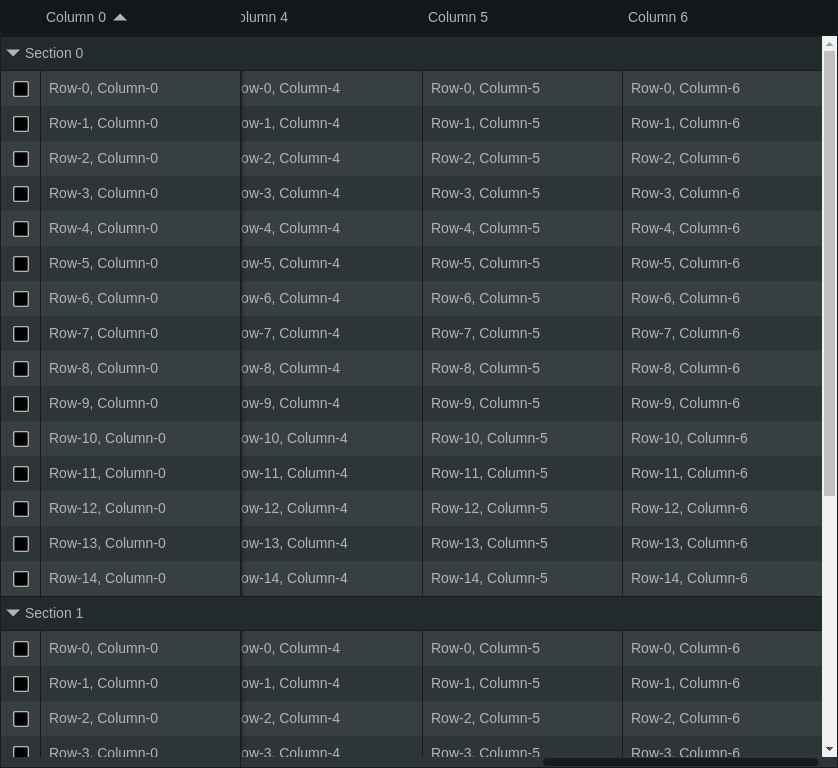 Column 0 olumn 4 Column 5 Column 6
Section 0
Row-0, Column-0 ow-0, Column-4 Row-0, Column-5 Row-0, Column-6
Row-1, Column-0 ow-1, Column-4 Row-1, Column-5 Row-1, Column-6
Row-2, Column-0 ow-2, Column-4 Row-2, Column-5 Row-2, Column-6
Row-3, Column-0 ow-3, Column-4 Row-3, Column-5 Row-3, Column-6
Row-4, Column-0 ow-4, Column-4 Row-4, Column-5 Row-4, Column-6
Row-5, Column-0 ow-5, Column-4 Row-5, Column-5 Row-5, Column-6
Row-6, Column-0 ow-6, Column-4 Row-6, Column-5 Row-6, Column-6
Row-7, Column-0 ow-7, Column-4 Row-7, Column-5 Row-7, Column-6
Row-8, Column-0 ow-8, Column-4 Row-8, Column-5 Row-8, Column-6
Row-9, Column-0 ow-9, Column-4 Row-9, Column-5 Row-9, Column-6
Row-10, Column-0 ow-10, Column-4 Row-10, Column-5 Row-10, Column-6
Row-11, Column-0 ow-11, Column-4 Row-11, Column-5 Row-11, Column-6
Row-12, Column-0 ow-12, Column-4 Row-12, Column-5 Row-12, Column-6
Row-13, Column-0 ow-13, Column-4 Row-13, Column-5 Row-13, Column-6
Row-14, Column-0 ow-14, Column-4 Row-14, Column-5 Row-14, Column-6
Section 1
Row-0, Column-0 ow-0, Column-4 Row-0, Column-5 Row-0, Column-6
Row-1, Column-0 ow-1, Column-4 Row-1, Column-5 Row-1, Column-6
Row-2, Column-0 ow-2, Column-4 Row-2, Column-5 Row-2, Column-6
Row-3, Column-0 ow-3, Column-4 Row-3, Column-5 Row-3, Column-6